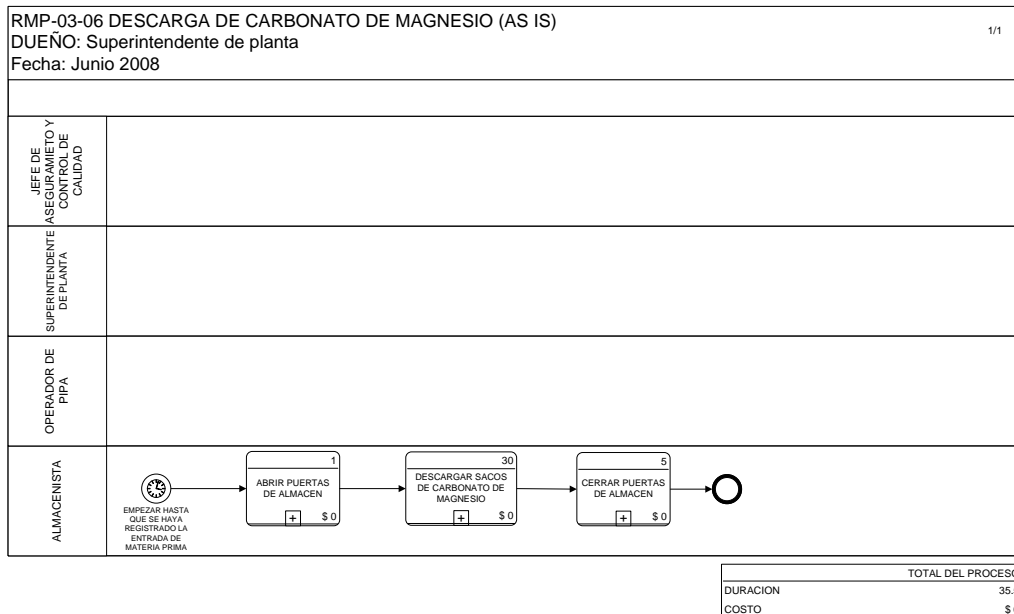 RMP-03-06 DESCARGA DE CARBONATO DE MAGNESIO (AS IS)
DUEÑO: Superintendente de planta
Fecha: Junio 2008
1/1
JEFE DE
ASEGURAMIETO Y
CONTROL DE
CALIDAD
SUPERINTENDENTE
DE PLANTA
OPERADOR DE
PIPA
ALMACENISTA
EMPEZAR HASTA
QUE SE HAYA
REGISTRADO LA
ENTRADA DE
MATERIA PRIMA
1
ABRIR PUERTAS
DE ALMACEN
+ $ 0
30
DESCARGAR SACOS
DE CARBONATO DE
MAGNESIO
+ $ 0
5
CERRAR PUERTAS
DE ALMACEN
+ $ 0
TOTAL DEL PROCESO
DURACION
COSTO